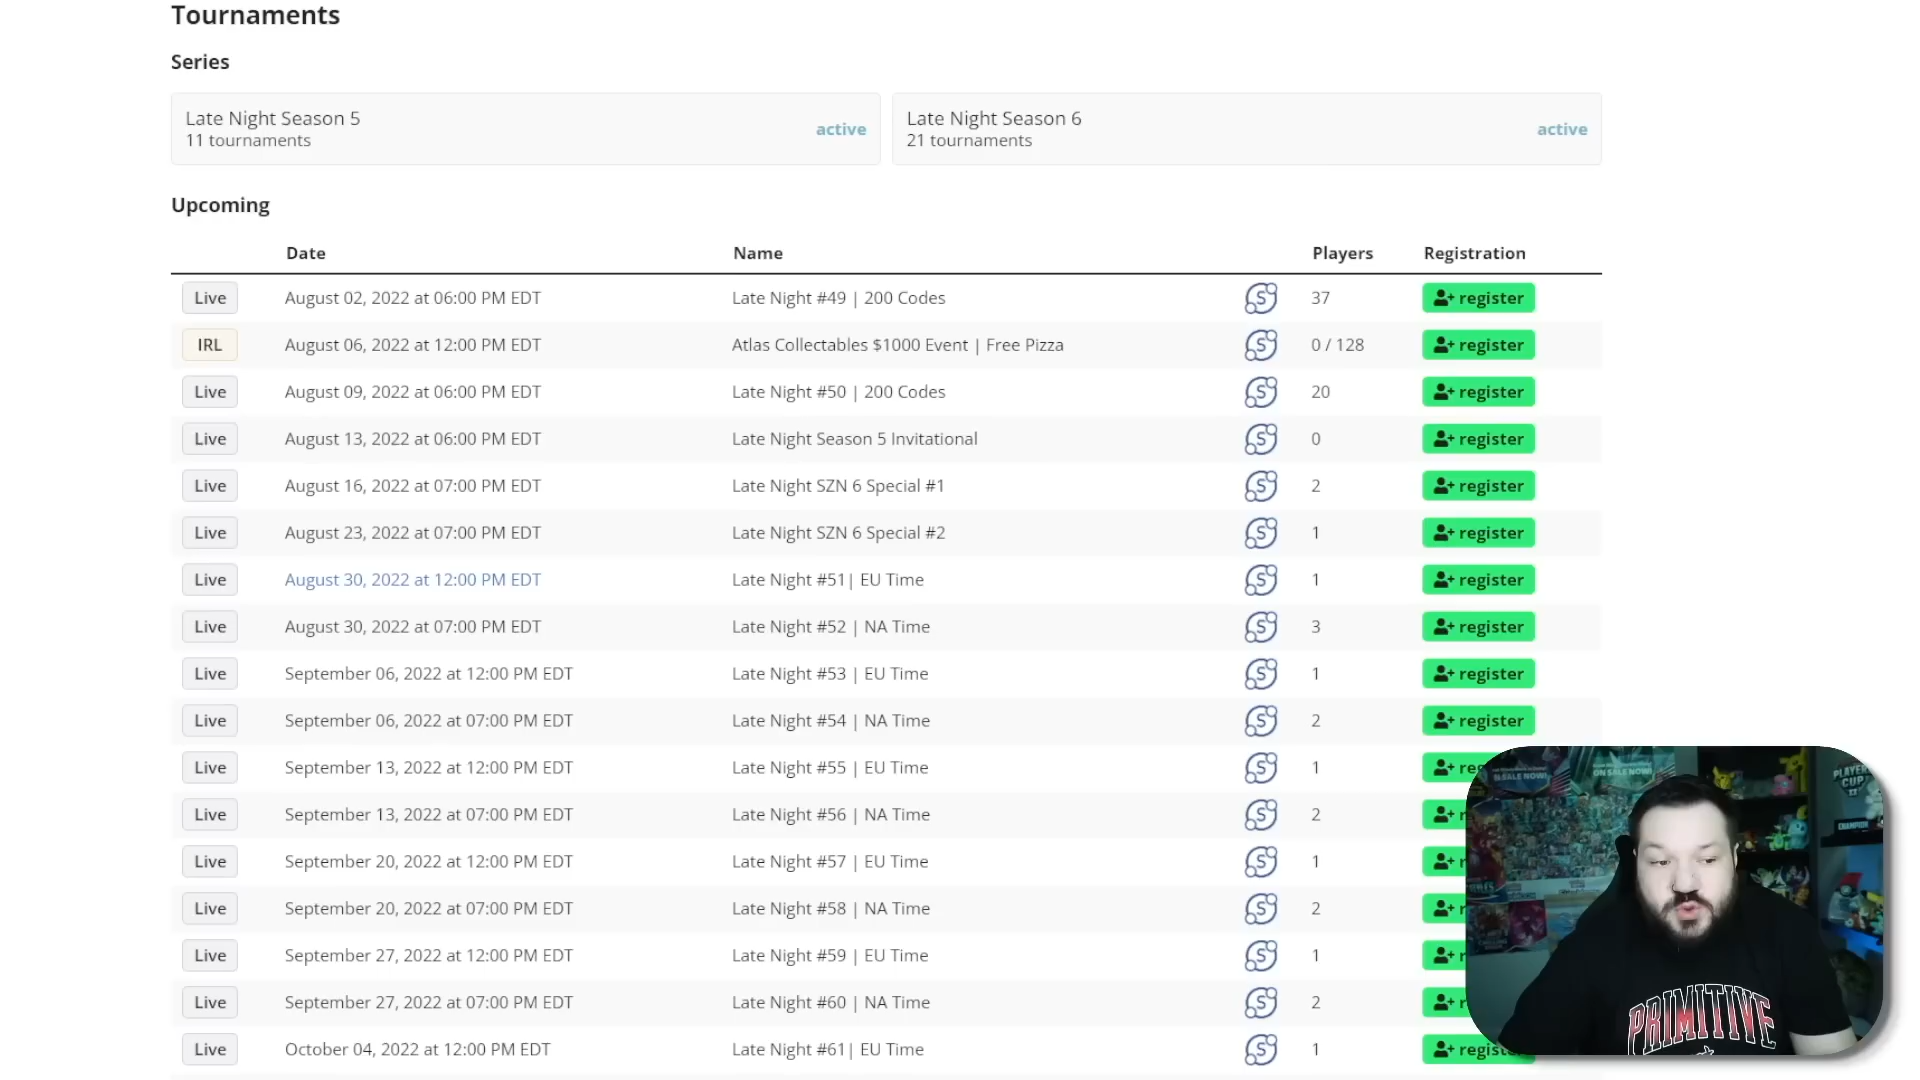 Tournaments
Series
Late Night Season 5
11 tournaments
active
Late Night Season 6
21 tournaments
active
Upcoming
Date Name Players Registration
Live August 02, 2022 at 06:00 PM EDT Late Night #49 | 200 Codes 37 register
IRL August 06, 2022 at 12:00 PM EDT Atlas Collectables $1000 Event | Free Pizza 0 / 128 register
Live August 09, 2022 at 06:00 PM EDT Late Night #50 | 200 Codes 20 register
Live August 13, 2022 at 06:00 PM EDT Late Night Season 5 Invitational 0 register
Live August 16, 2022 at 07:00 PM EDT Late Night SZN 6 Special #1 2 register
Live August 23, 2022 at 07:00 PM EDT Late Night SZN 6 Special #2 1 register
Live August 30, 2022 at 12:00 PM EDT Late Night #51| EU Time 1 register
Live August 30, 2022 at 07:00 PM EDT Late Night #52 | NA Time 3 register
Live September 06, 2022 at 12:00 PM EDT Late Night #53 | EU Time 1 register
Live September 06, 2022 at 07:00 PM EDT Late Night #54 | NA Time 2 register
Live September 13, 2022 at 12:00 PM EDT Late Night #55 | EU Time 1
Live September 13, 2022 at 07:00 PM EDT Late Night #56 | NA Time 2
Live September 20, 2022 at 12:00 PM EDT Late Night #57 | EU Time 1
Live September 20, 2022 at 07:00 PM EDT Late Night #58 | NA Time 2
Live September 27, 2022 at 12:00 PM EDT Late Night #59 | EU Time 1
Live September 27, 2022 at 07:00 PM EDT Late Night #60 | NA Time 2
Live October 04, 2022 at 12:00 PM EDT Late Night #61| EU Time 1
ON SALE NOW!
PLAYERS CUP
CHAMPION
PRIMITIVE